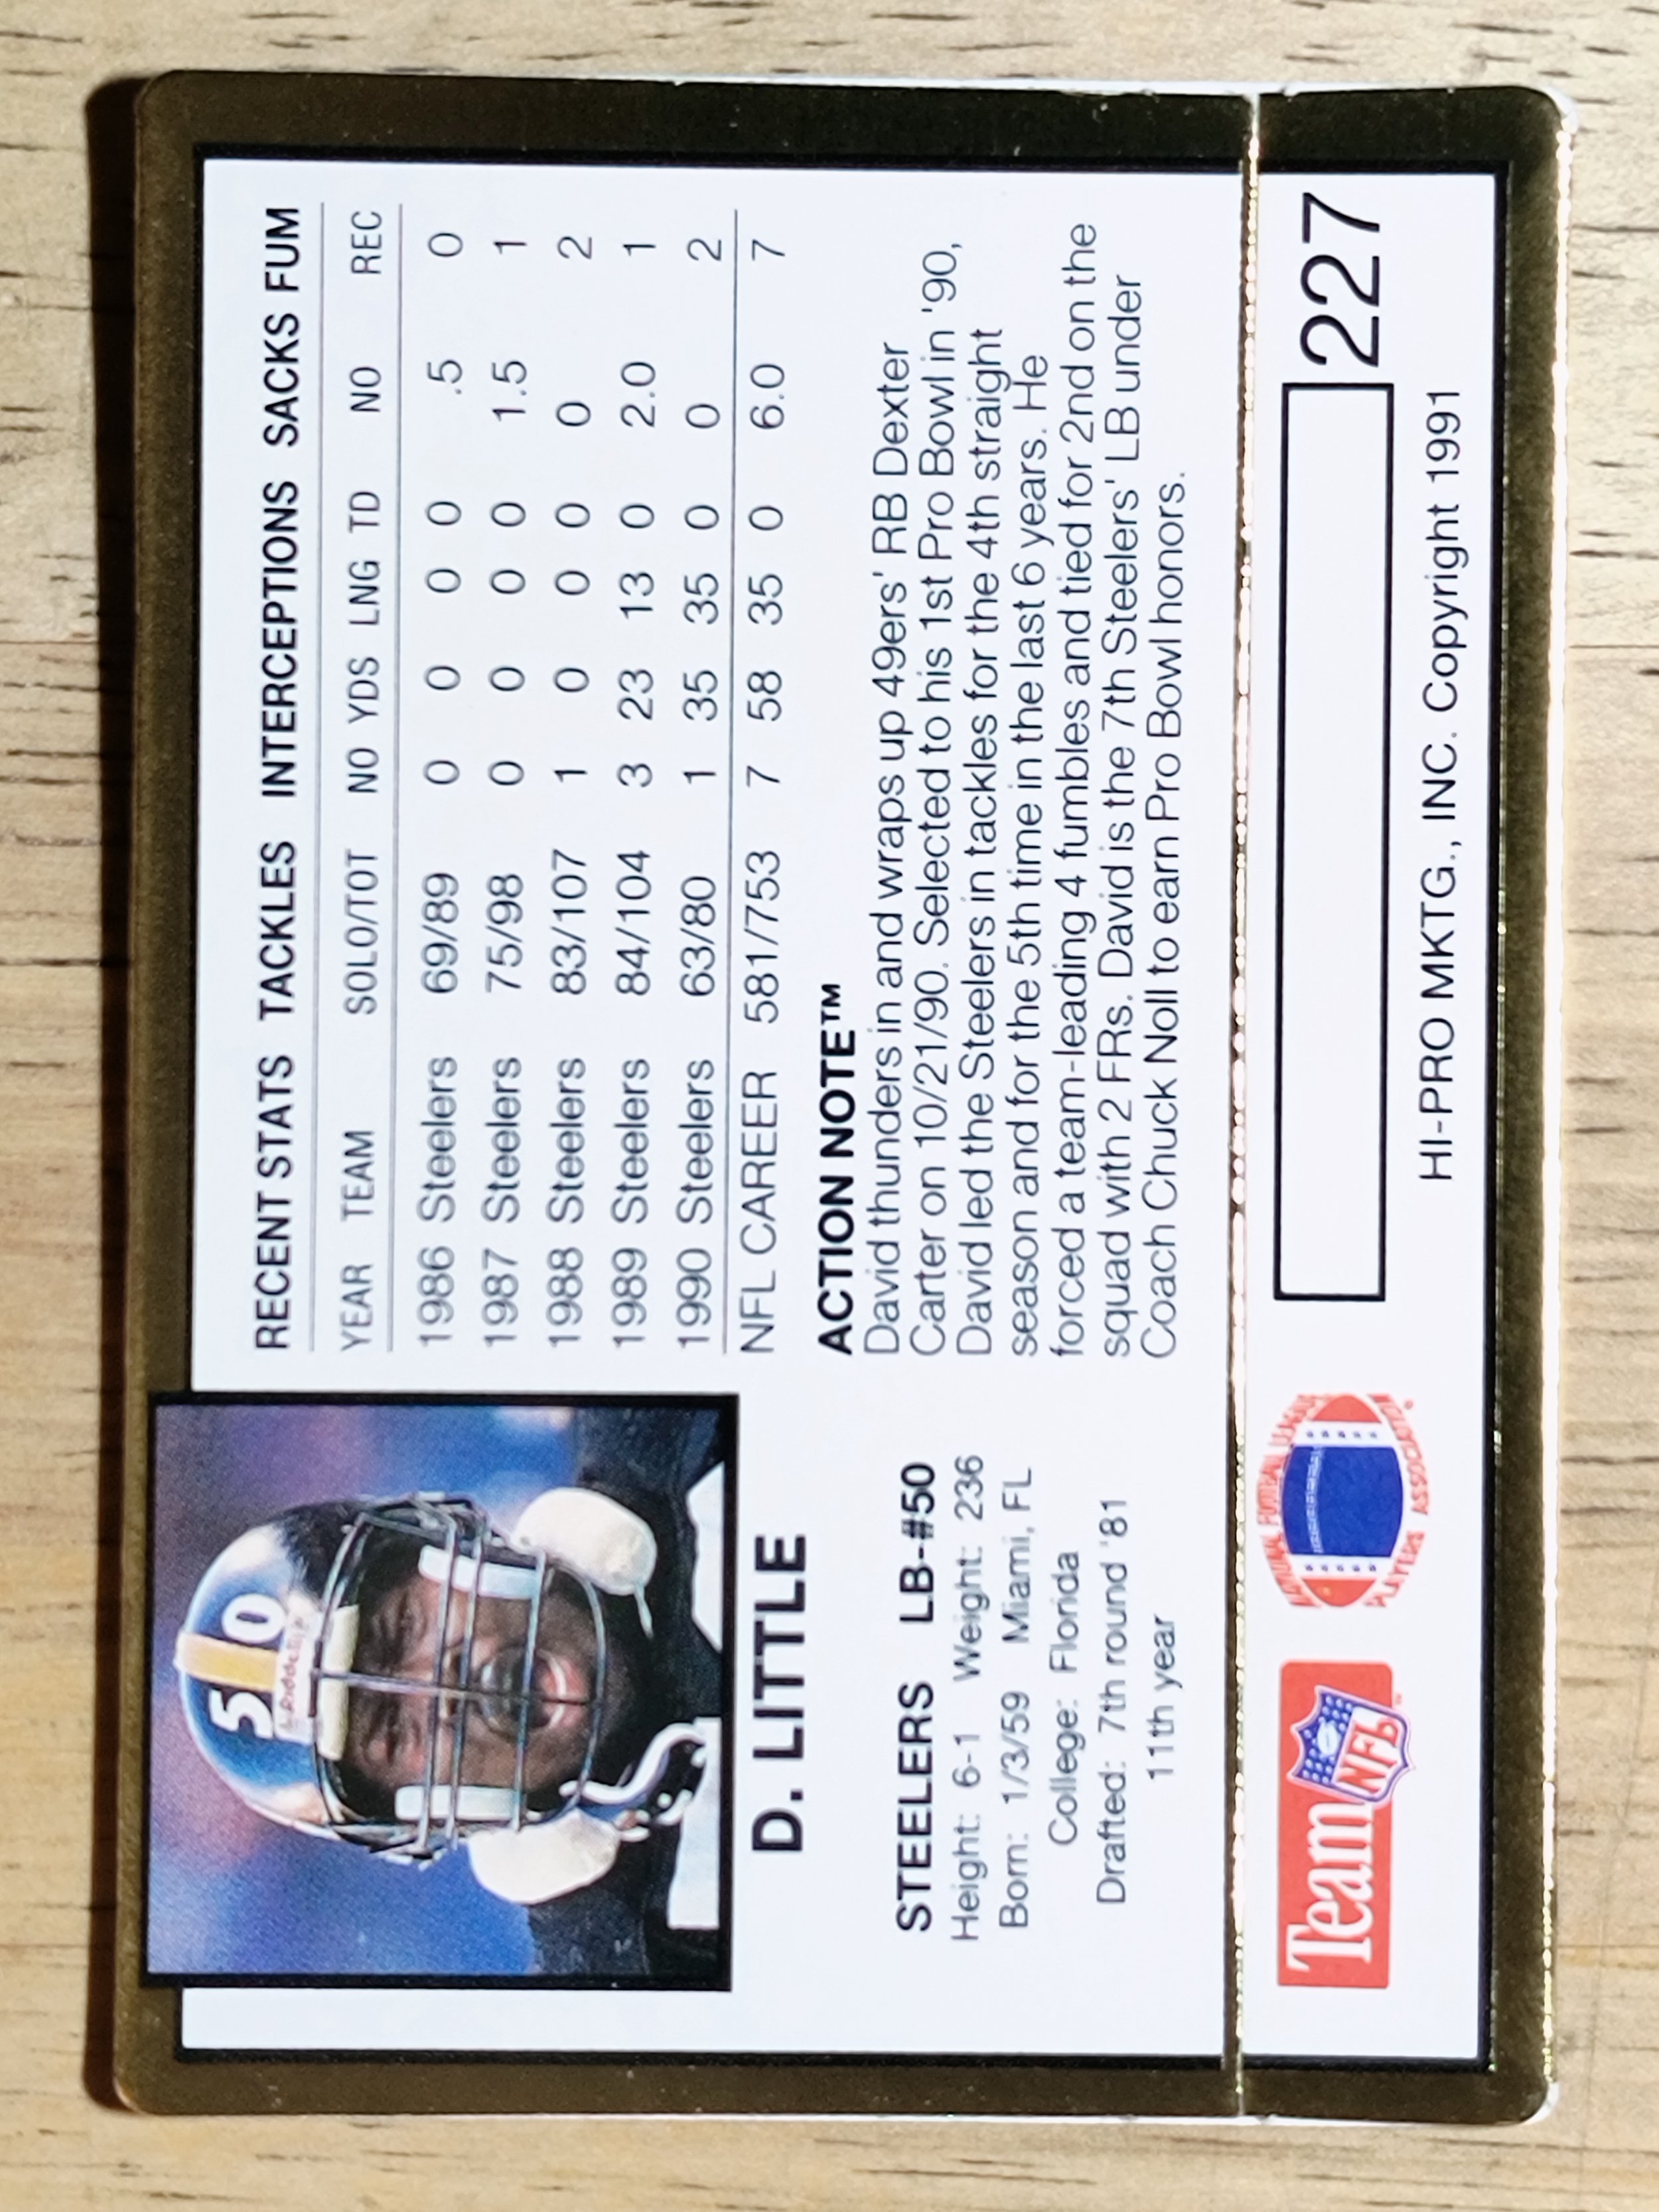 RECENT STATS TACKLES INTERCEPTIONS SACKS FUM
YEAR TEAM SOLO/TOT NO YDS LNG TD NO REC
1986 Steelers 69/89 0 0 0 0 .5 0
1987 Steelers 75/98 0 0 0 0 1.5 1
1988 Steelers 83/107 1 0 0 0 0 2
1989 Steelers 84/104 3 23 13 0 2.0 1
1990 Steelers 63/80 1 35 35 0 0 2
NFL CAREER 581/753 7 58 35 0 6.0 7
ACTION NOTE™
David thunders in and wraps up 49ers' RB Dexter
Carter on 10/21/90. Selected to his 1st Pro Bowl in '90,
David led the Steelers in tackles for the 4th straight
season and for the 5th time in the last 6 years. He
forced a team-leading 4 fumbles and tied for 2nd on the
squad with 2 FRs. David is the 7th Steelers' LB under
Coach Chuck Noll to earn Pro Bowl honors.
50
D. LITTLE
STEELERS LB-#50
Height: 6-1 Weight: 236
Born: 1/3/59 Miami, FL
College: Florida
Drafted: 7th round '81
11th year
Team NFL™
NATIONAL FOOTBALL LEAGUE
PLAYERS ASSOCIATION
227
HI-PRO MKTG., INC. Copyright 1991